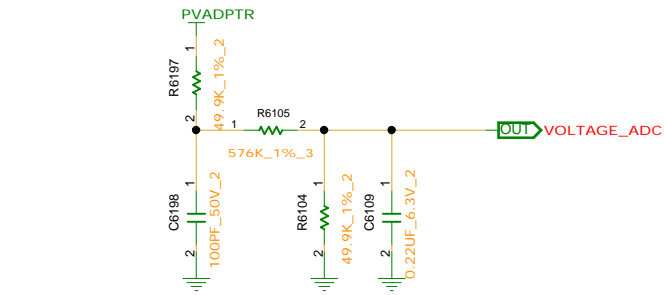 PVADPTR
1
R6197
49.9K_1%_2
2
R6105
1
2
576K_1%_3
OUT
VOLTAGE_ADC
1
C6198
100PF_50V_2
2
1
R6104
49.9K_1%_2
2
1
C6109
0.22UF_6.3V_2
2